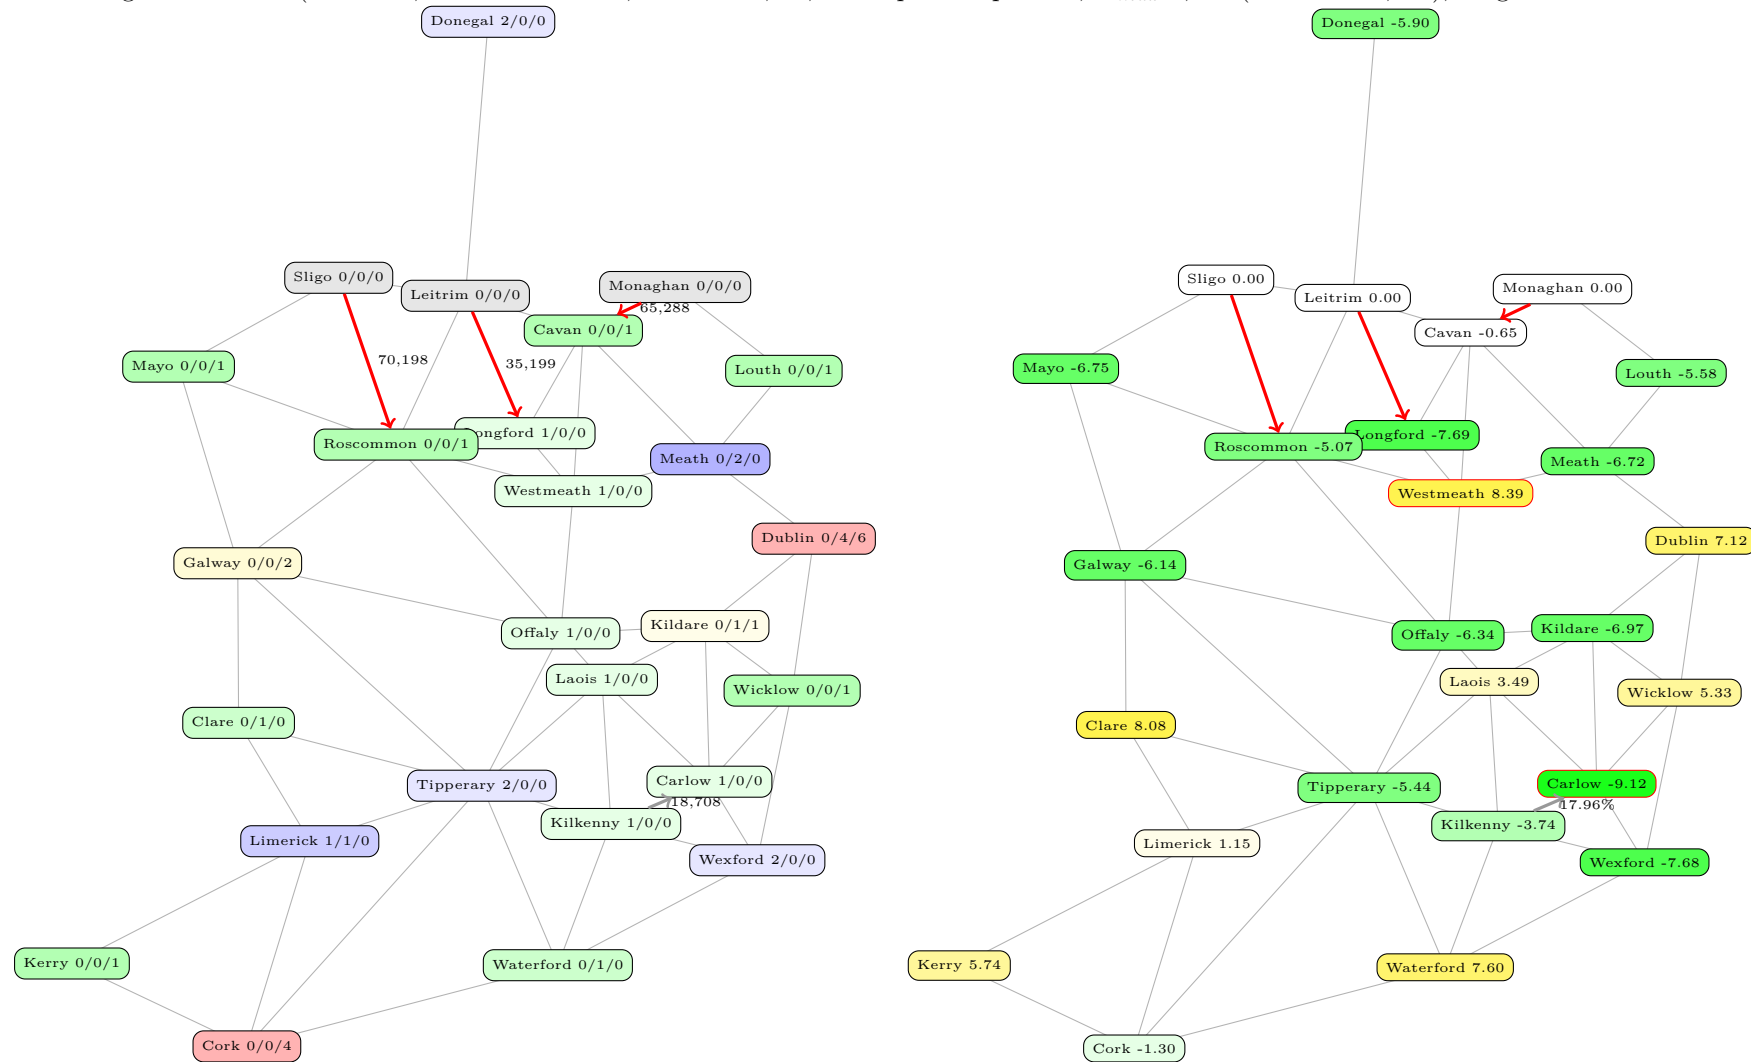 Donegal 2/0/0
Sligo 0/0/0
Leitrim 0/0/0
Monaghan 0/0/0
65,288
Cavan 0/0/1
Mayo 0/0/1
70,198
35,199
Louth 0/0/1
Roscommon 0/0/1
ongford 1/0/0
Meath 0/2/0
Westmeath 1/0/0
Dublin 0/4/6
Galway 0/0/2
Offaly 1/0/0
Kildare 0/1/1
Laois 1/0/0
Wicklow 0/0/1
Clare 0/1/0
Tipperary 2/0/0
Carlow 1/0/0
18,708
Kilkenny 1/0/0
Limerick 1/1/0
Wexford 2/0/0
Kerry 0/0/1
Waterford 0/1/0
Cork 0/0/4
Donegal -5.90
Sligo 0.00
Leitrim 0.00
Monaghan 0.00
Cavan -0.65
Mayo -6.75
Louth -5.58
Roscommon -5.07
Longford -7.69
Meath -6.72
Westmeath 8.39
Dublin 7.12
Galway -6.14
Offaly -6.34
Kildare -6.97
Laois 3.49
Wicklow 5.33
Clare 8.08
Tipperary -5.44
Carlow -9.12
17.96%
Kilkenny -3.74
Limerick 1.15
Wexford -7.68
Kerry 5.74
Waterford 7.60
Cork -1.30